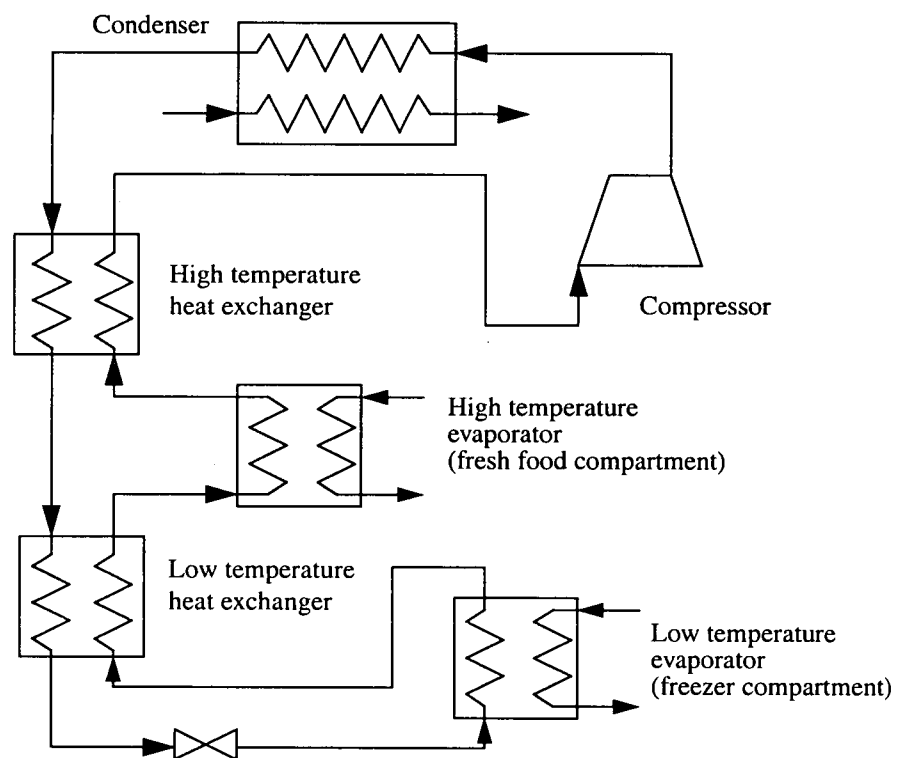 Condenser
High temperature
heat exchanger
Compressor
High temperature
evaporator
(fresh food compartment)
Low temperature
heat exchanger
Low temperature
evaporator
(freezer compartment)